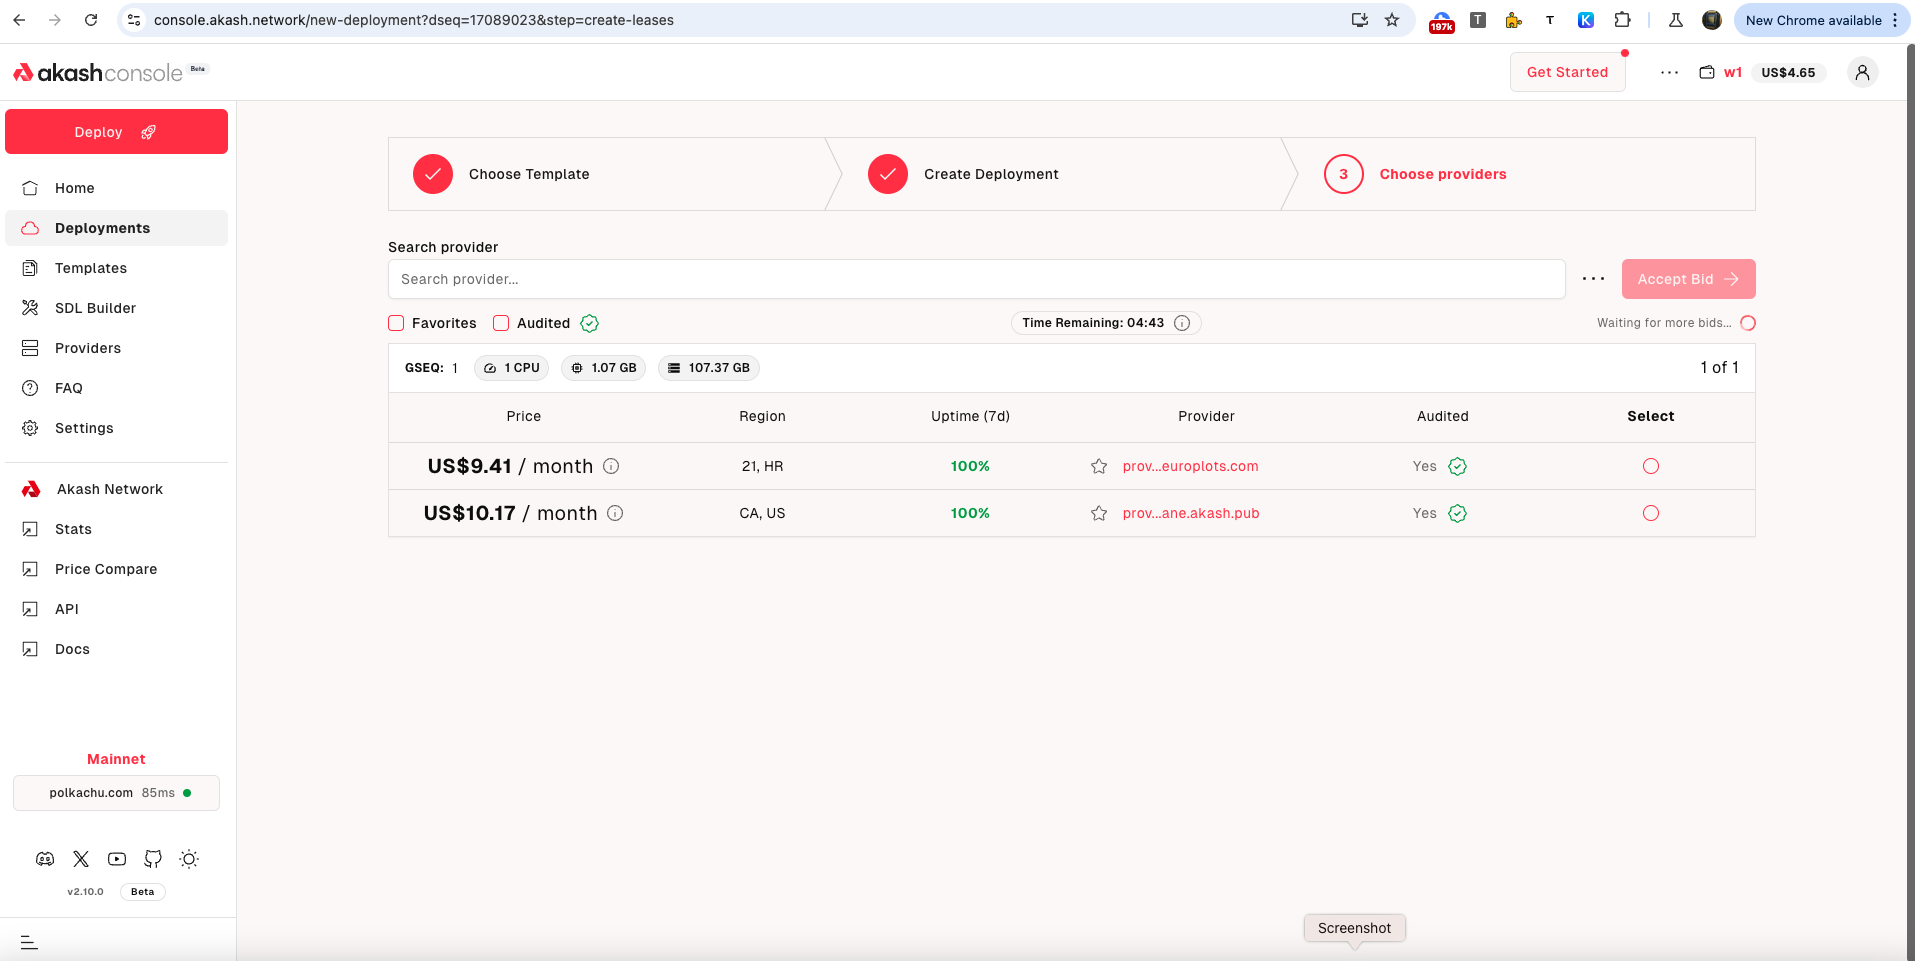 console.akash.network/new-deployment?dseq=17089023&step=create-leases
197k
T
T
K
New Chrome available
akashconsole Beta
Get Started
w1 US$4.65
Deploy
Home
Deployments
Templates
SDL Builder
Providers
FAQ
Settings
Akash Network
Stats
Price Compare
API
Docs
Mainnet
polkachu.com 85ms
v2.10.0 Beta
Choose Template
Create Deployment
3 Choose providers
Search provider
Search provider...
Accept Bid
Favorites Audited
Time Remaining: 04:43
Waiting for more bids...
GSEQ: 1 1 CPU 1.07 GB 107.37 GB 1 of 1
Price Region Uptime (7d) Provider Audited Select
US$9.41 / month 21, HR 100% prov...europlots.com Yes
US$10.17 / month CA, US 100% prov...ane.akash.pub Yes
Screenshot